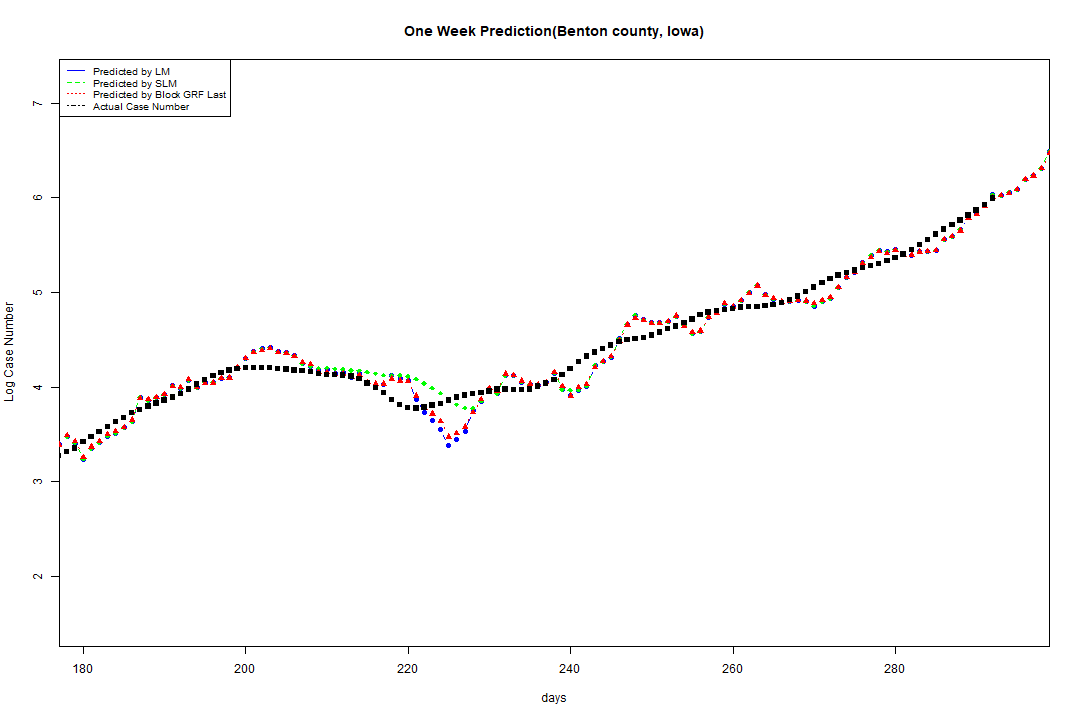 One Week Prediction(Benton county, Iowa)
Predicted by LM
Predicted by SLM
Predicted by Block GRF Last
Actual Case Number
7
6
5
4
3
2
Log Case Number
180 200 220 240 260 280
days